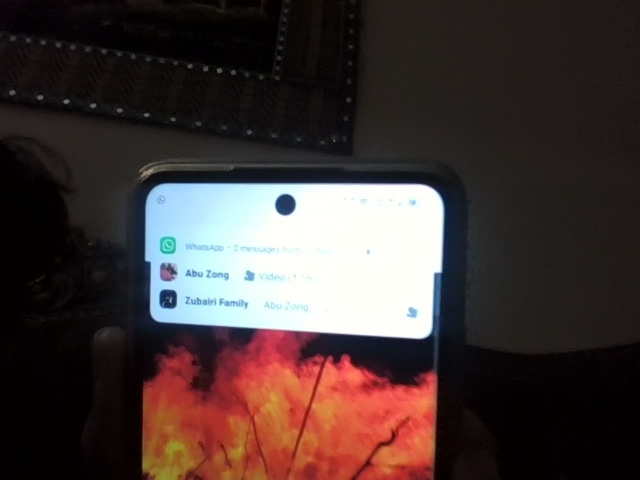 WhatsApp • 2 messages from
Abu Zong Video
Zubairi Family Abu Zong